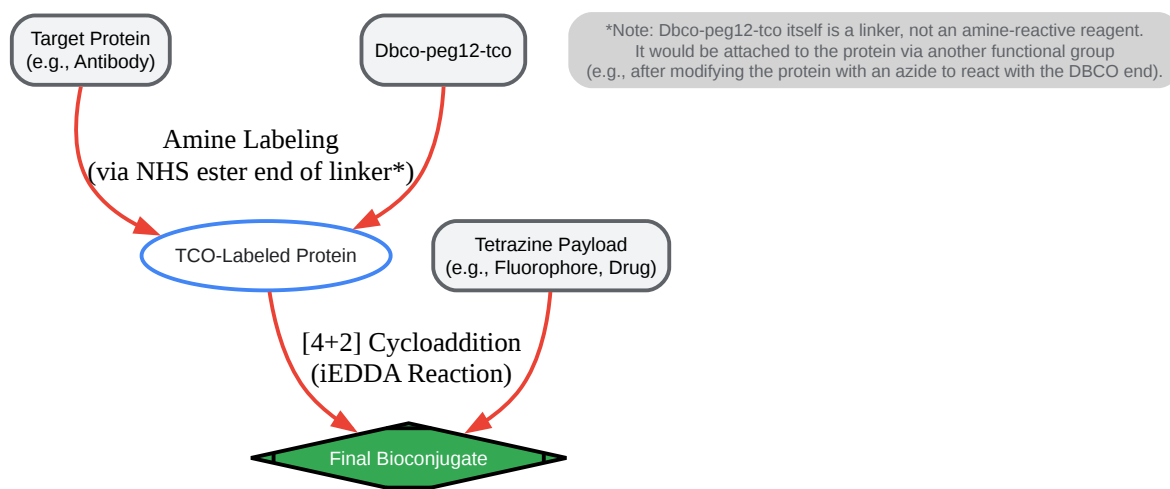 Target Protein
(e.g., Antibody)
Dbco-peg12-tco
*Note: Dbco-peg12-tco itself is a linker, not an amine-reactive reagent.
It would be attached to the protein via another functional group
(e.g., after modifying the protein with an azide to react with the DBCO end).
Amine Labeling
(via NHS ester end of linker*)
TCO-Labeled Protein
Tetrazine Payload
(e.g., Fluorophore, Drug)
[4+2] Cycloaddition
(iEDDA Reaction)
Final Bioconjugate